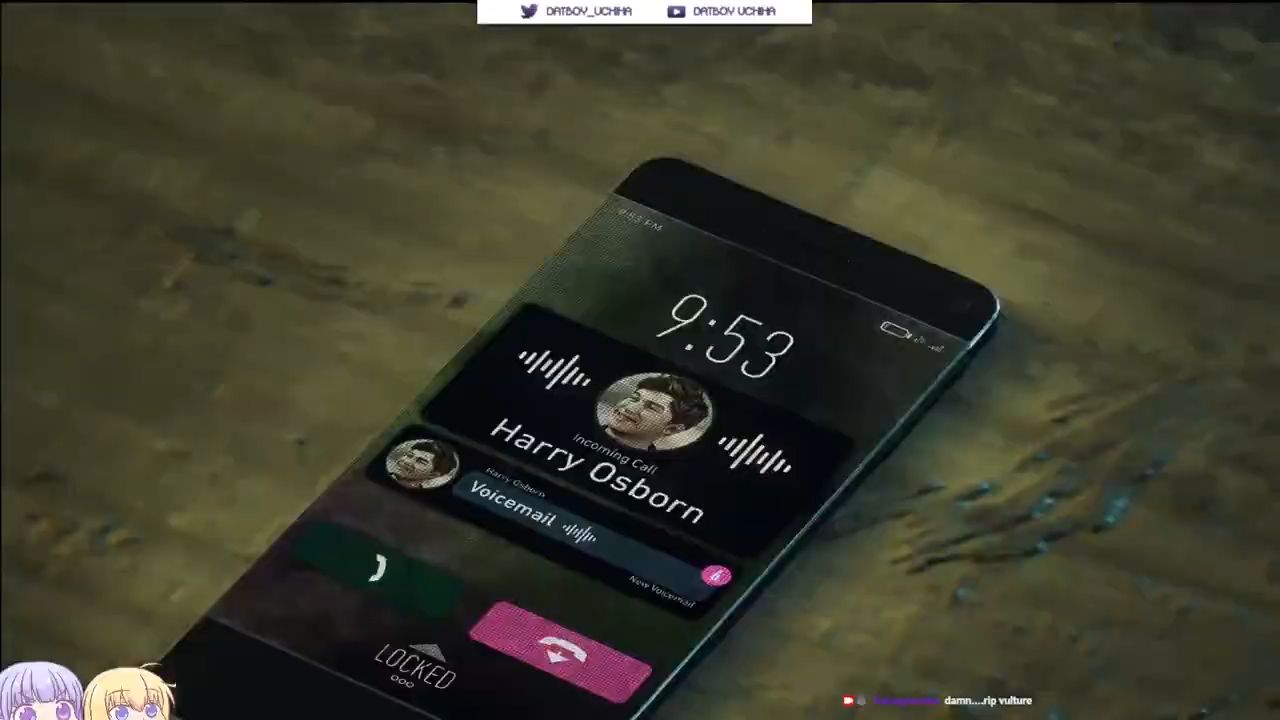 DATBOY_UCHIHA DATBOY UCHIHA
9:53 PM
9:53
Incoming Call
Harry Osborn
Harry Osborn
Voicemail
6
New Voicemail
LOCKED
damn....rip vulture